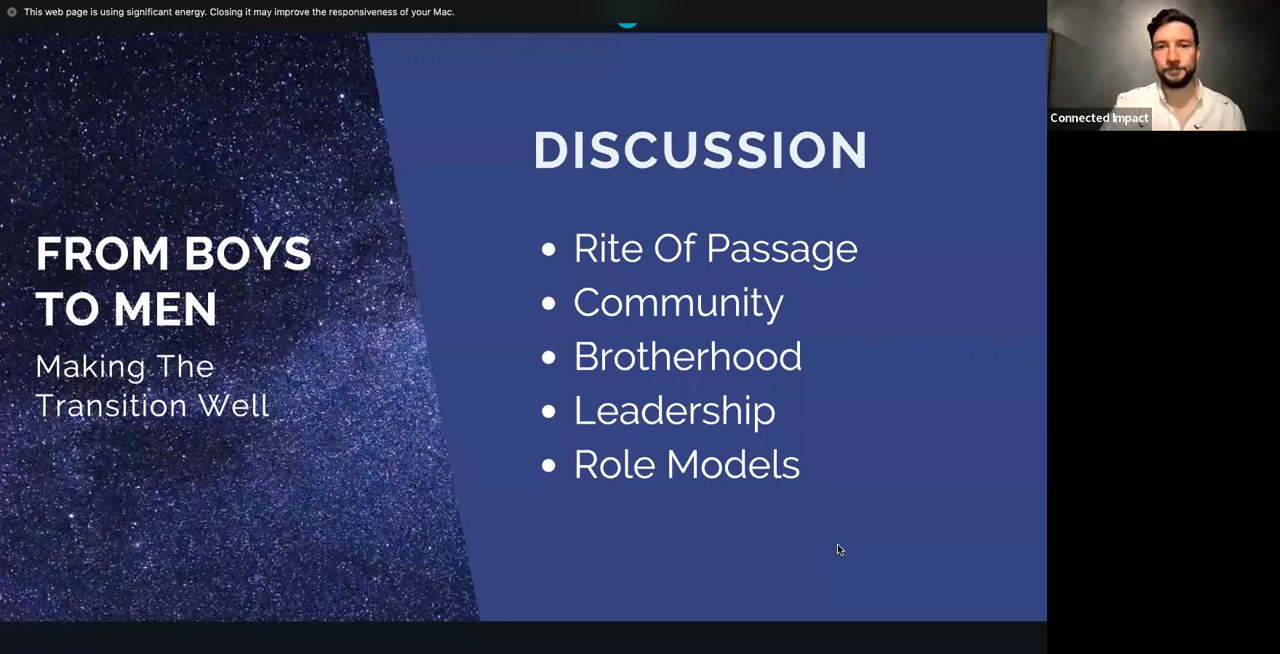 This web page is using significant energy. Closing it may improve the responsiveness of your Mac.
Connected Impact
FROM BOYS
TO MEN
Making The
Transition Well
DISCUSSION
• Rite Of Passage
• Community
• Brotherhood
• Leadership
• Role Models